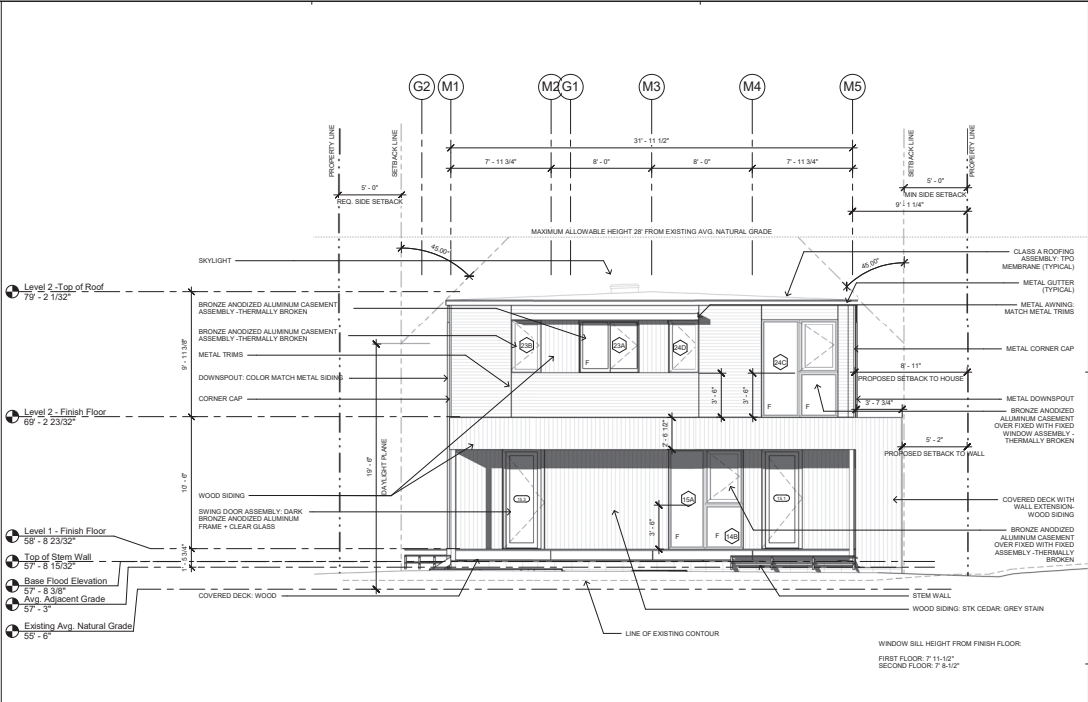 G2 M1 M2 G1 M3 M4 M5
PROPERTY LINE
SETBACK LINE
SETBACK LINE
PROPERTY LINE
31' - 11 1/2"
7' - 11 3/4" 8' - 0" 8' - 0" 7' - 11 3/4"
5' - 0"
REQ. SIDE SETBACK
5' - 0"
MIN SIDE SETBACK
9' - 1 1/4"
MAXIMUM ALLOWABLE HEIGHT 28' FROM EXISTING AVG. NATURAL GRADE
45.00°
45.00°
SKYLIGHT
BRONZE ANODIZED ALUMINUM CASEMENT
ASSEMBLY -THERMALLY BROKEN
BRONZE ANODIZED ALUMINUM CASEMENT
ASSEMBLY -THERMALLY BROKEN
METAL TRIMS
DOWNSPOUT: COLOR MATCH METAL SIDING
CORNER CAP
WOOD SIDING
SWING DOOR ASSEMBLY: DARK
BRONZE ANODIZED ALUMINUM
FRAME + CLEAR GLASS
COVERED DECK: WOOD
Level 2 -Top of Roof
79' - 2 1/32"
Level 2 - Finish Floor
69' - 2 23/32"
Level 1 - Finish Floor
58' - 8 23/32"
Top of Stem Wall
57' - 8 15/32"
Base Flood Elevation
57' - 8 3/8"
Avg. Adjacent Grade
57' - 3"
Existing Avg. Natural Grade
55' - 6"
9' - 11 3/8"
10' - 6"
1' - 5 3/4"
19' - 6"
DAYLIGHT PLANE
23B
23A
24D
24C
F
F F
3' - 6"
3' - 6"
15A
14B
F F
3' - 6"
CLASS A ROOFING
ASSEMBLY: TPO
MEMBRANE (TYPICAL)
METAL GUTTER
(TYPICAL)
METAL AWNING:
MATCH METAL TRIMS
METAL CORNER CAP
8' - 11"
PROPOSED SETBACK TO HOUSE
METAL DOWNSPOUT
3' - 7 3/4"
BRONZE ANODIZED
ALUMINUM CASEMENT
OVER FIXED WITH FIXED
WINDOW ASSEMBLY -
THERMALLY BROKEN
5' - 2"
PROPOSED SETBACK TO WALL
COVERED DECK WITH
WALL EXTENSION-
WOOD SIDING
BRONZE ANODIZED
ALUMINUM CASEMENT
OVER FIXED WITH FIXED
ASSEMBLY -THERMALLY
BROKEN
STEM WALL
WOOD SIDING: STK CEDAR: GREY STAIN
LINE OF EXISTING CONTOUR
WINDOW SILL HEIGHT FROM FINISH FLOOR:
FIRST FLOOR: 7' 11-1/2"
SECOND FLOOR: 7' 8-1/2"